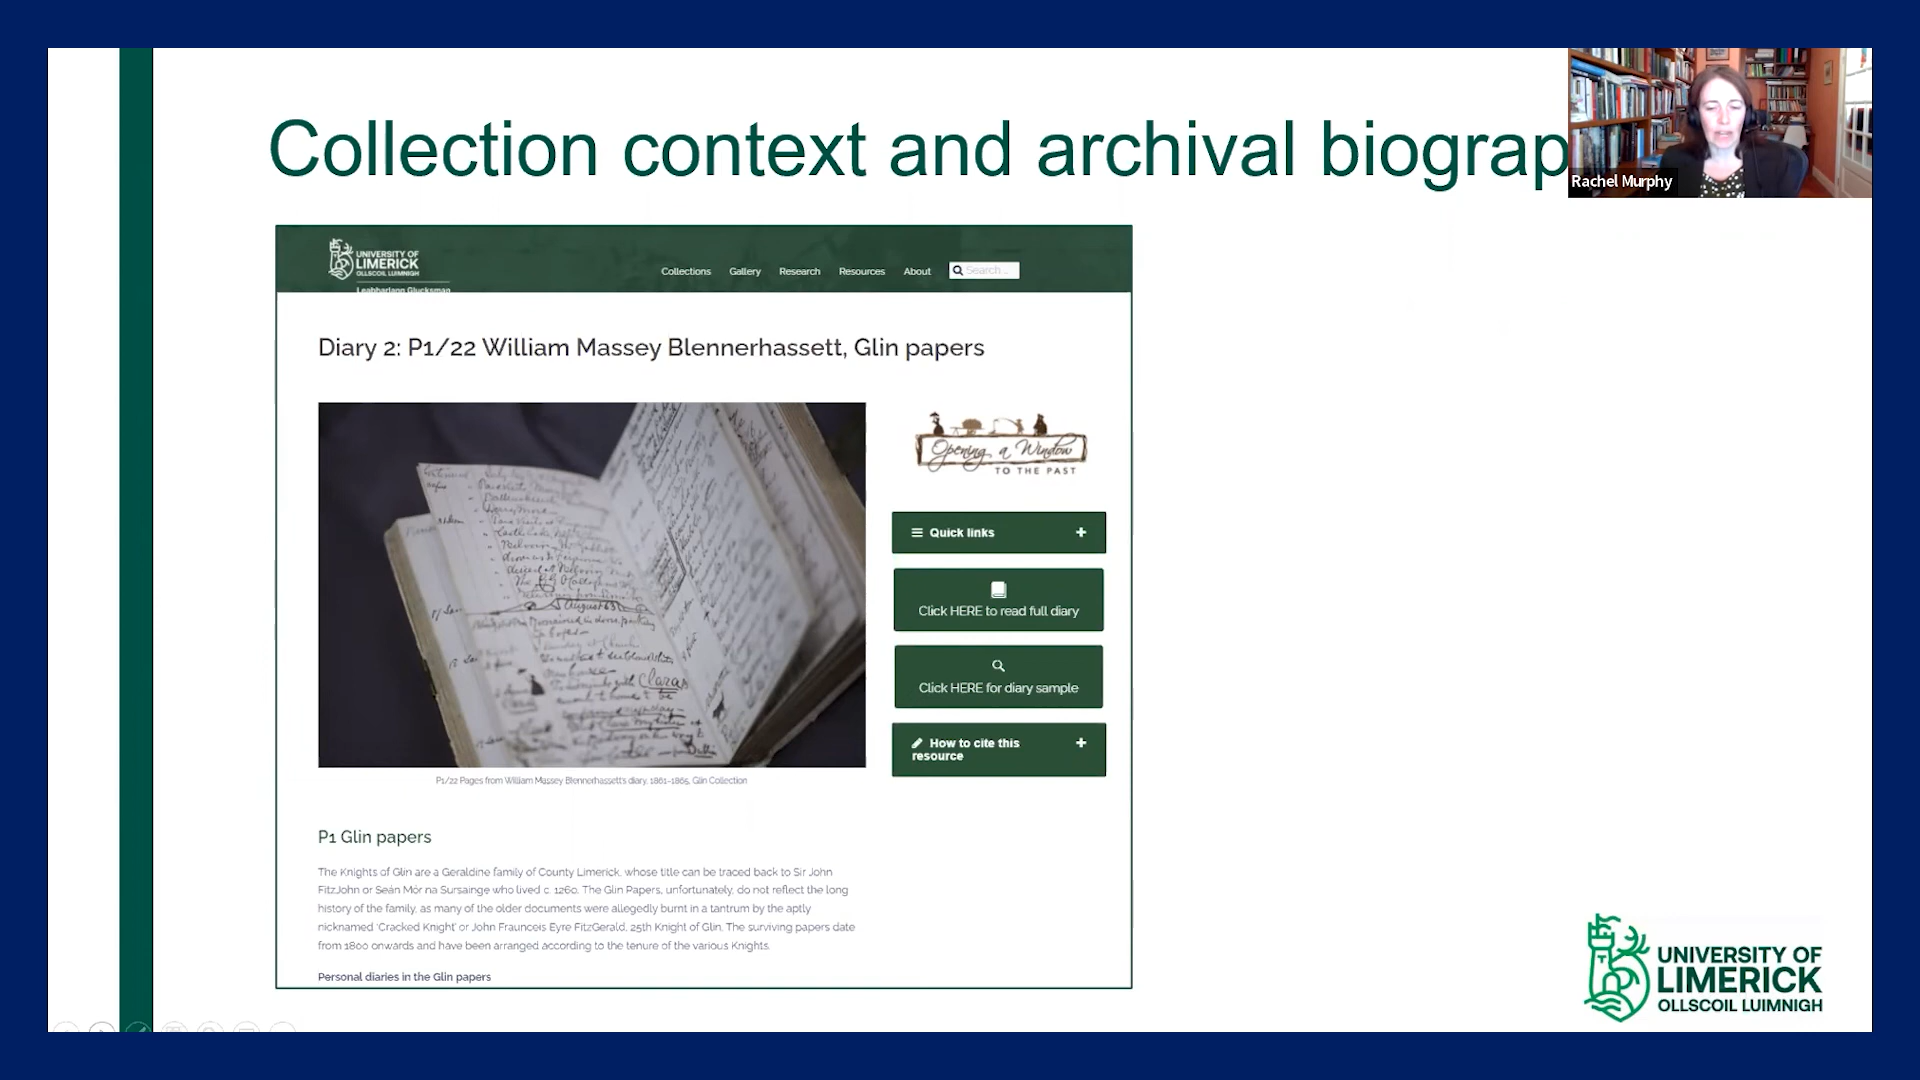 Collection context and archival biograp
Rachel Murphy
UNIVERSITY OF
LIMERICK
OLLSCOIL LUIMNIGH
Leabharlann Glucksman
Collections Gallery Research Resources About Search ..
Diary 2: P1/22 William Massey Blennerhassett, Glin papers
Opening a Window
TO THE PAST
Quick links
Click HERE to read full diary
Click HERE for diary sample
How to cite this
resource
August 63
Claras
P1/22 Pages from William Massey Blennerhassett's diary, 1861-1865, Glin Collection
P1 Glin papers
The Knights of Glin are a Geraldine family of County Limerick, whose title can be traced back to Sir John
FitzJohn or Seán Mór na Sursainge who lived c. 1260. The Glin Papers, unfortunately, do not reflect the long
history of the family, as many of the older documents were allegedly burnt in a tantrum by the aptly
nicknamed 'Cracked Knight' or John Fraunceis Eyre FitzGerald, 25th Knight of Glin. The surviving papers date
from 1800 onwards and have been arranged according to the tenure of the various Knights.
Personal diaries in the Glin papers
UNIVERSITY OF
LIMERICK
OLLSCOIL LUIMNIGH